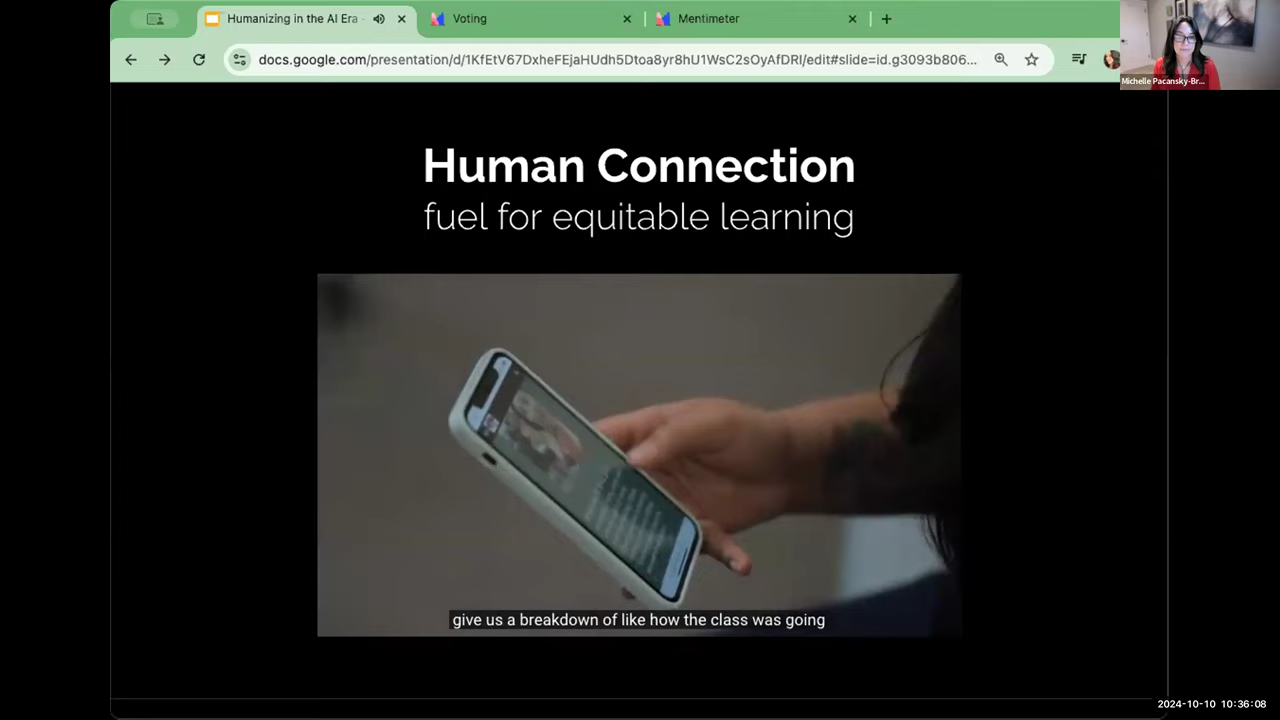 Humanizing in the AI Era -
Voting
Mentimeter
docs.google.com/presentation/d/1KfEtV67DxheFEjaHUdh5Dtoa8yr8hU1WsC2sOyAfDRI/edit#slide=id.g3093b806...
Michelle Pacansky-Br...
Human Connection
fuel for equitable learning
give us a breakdown of like how the class was going
2024-10-10 10:36:08